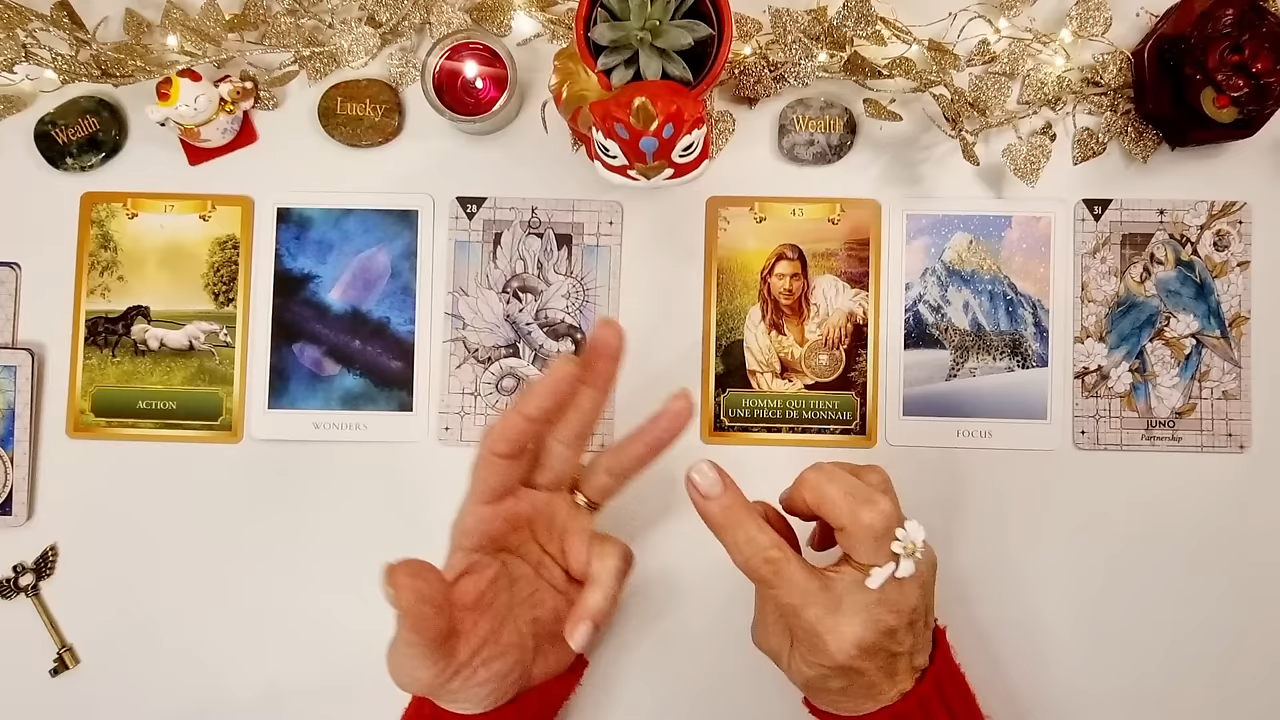 Wealth
Lucky
Wealth
17
ACTION
WONDERS
28
43
HOMME QUI TIENT
UNE PIÈCE DE MONNAIE
FOCUS
31
JUNO
Partnership